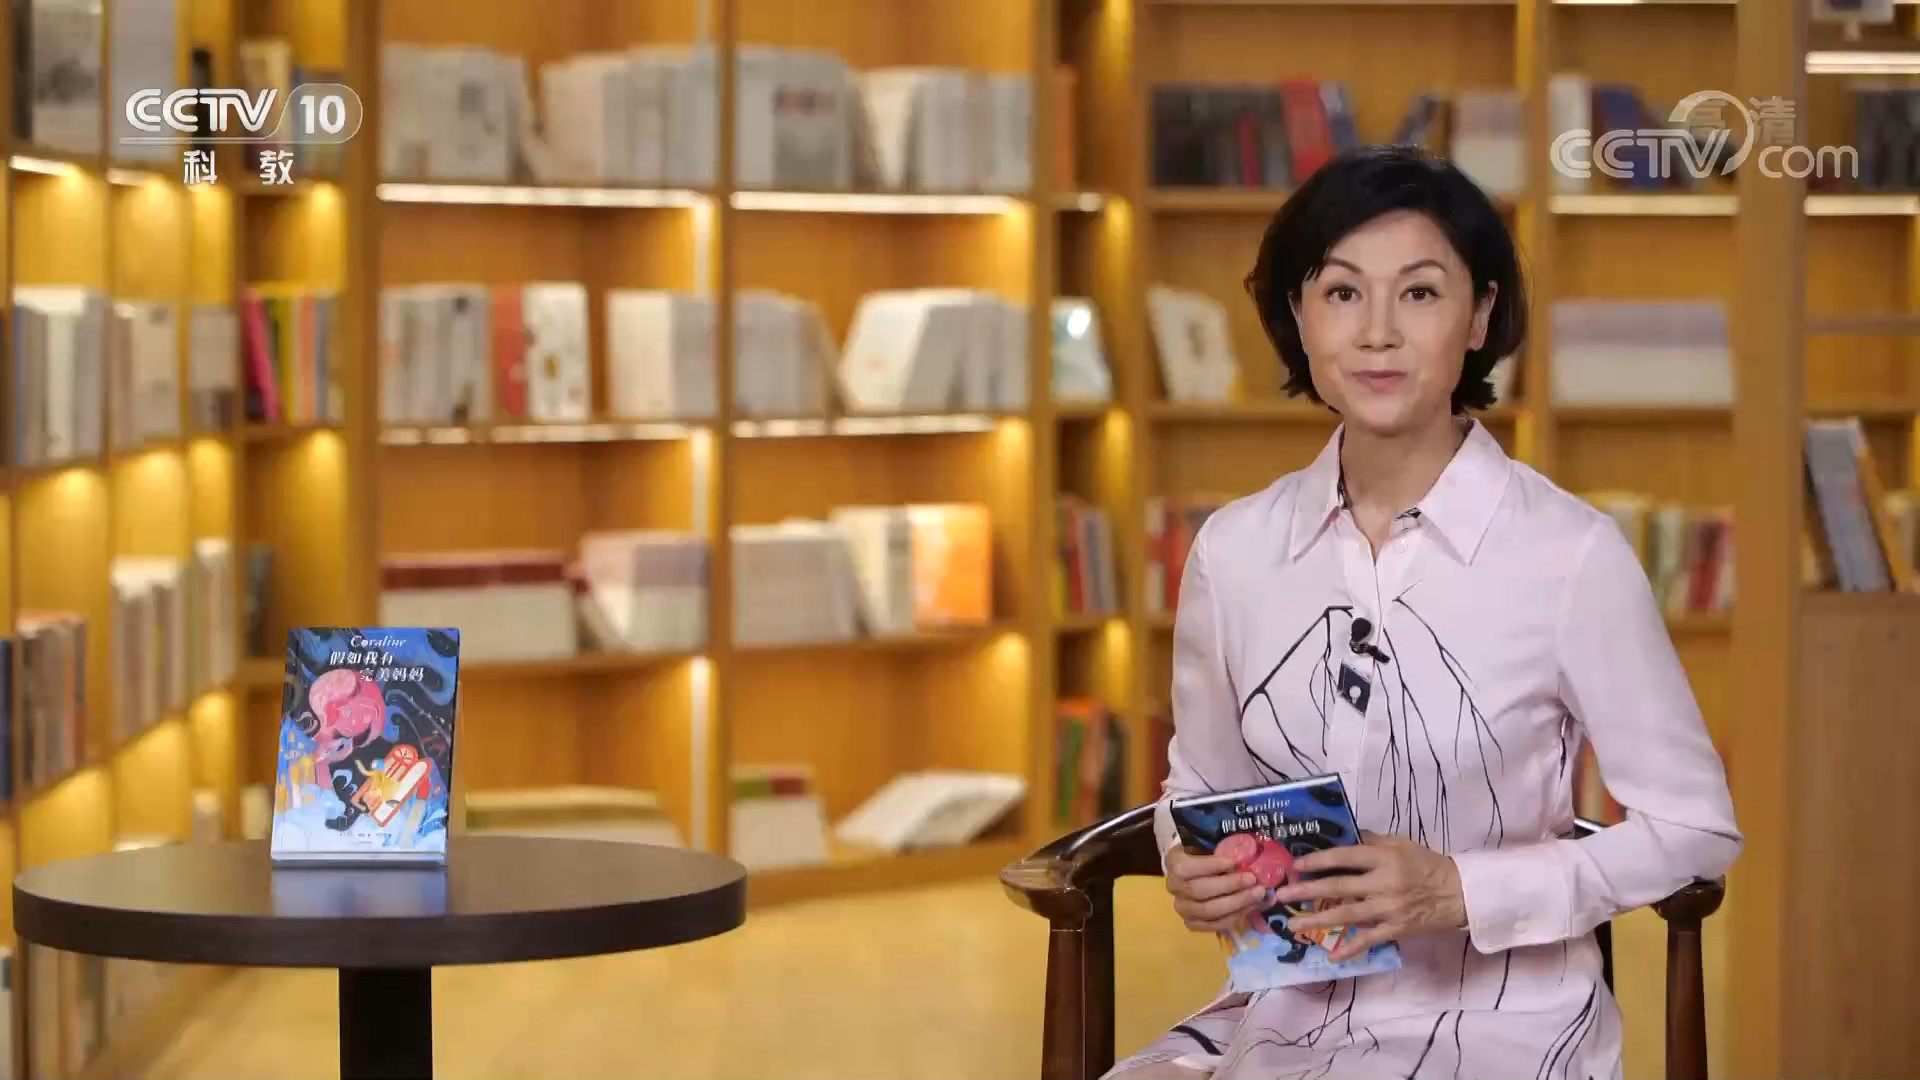 CCTV 10
科教
高清
CCTV.com
Coraline
假如我有
完美妈妈
Coraline
假如我有
完美妈妈